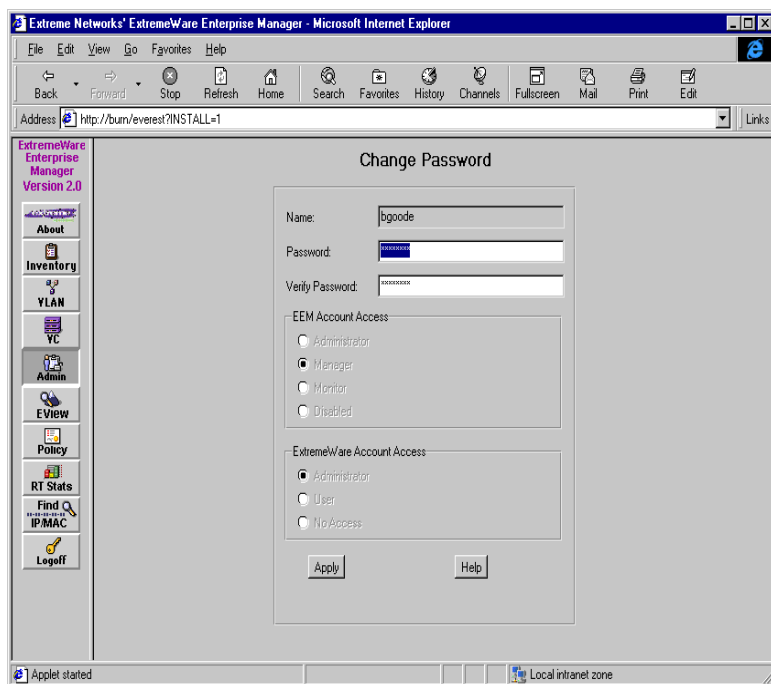 Extreme Networks' ExtremeWare Enterprise Manager - Microsoft Internet Explorer
File Edit View Go Favorites Help
Back Forward Stop Refresh Home Search Favorites History Channels Fullscreen Mail Print Edit
Address http://burn/everest?INSTALL=1 Links
ExtremeWare
Enterprise
Manager
Version 2.0
About
Inventory
VLAN
VC
Admin
EView
Policy
RT Stats
Find
IP/MAC
Logoff
Change Password
Name: bgoode
Password: ********
Verify Password: ********
EEM Account Access
Administrator
Manager
Monitor
Disabled
ExtremeWare Account Access
Administrator
User
No Access
Apply Help
Applet started Local intranet zone